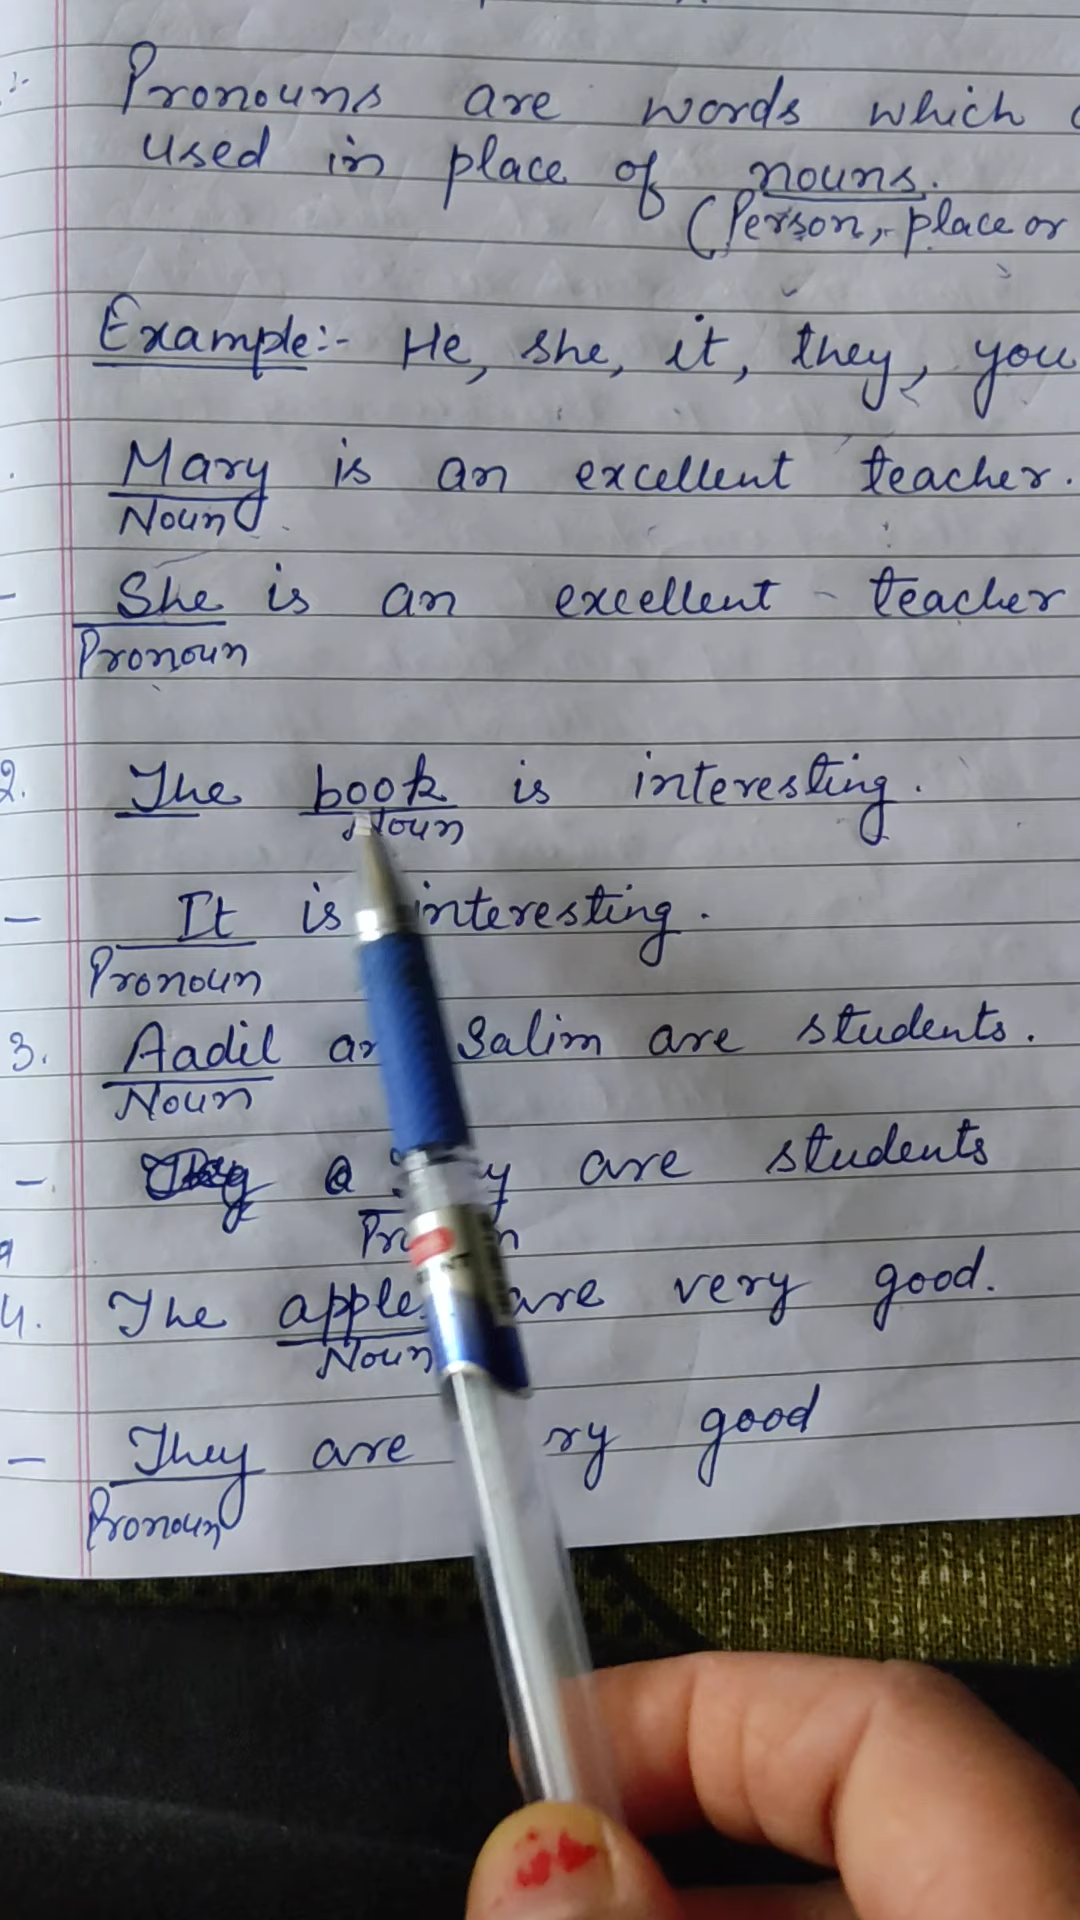 Pronouns are words which
used in place of nouns.
(Person, place or
Example:- He, she, it, they, you
Mary is an excellent teacher.
Noun
- She is an excellent teacher
Pronoun
2. The book is interesting.
Noun
- It is interesting.
Pronoun
3. Aadil Salim are students.
Noun
- are students
4. The apple are very good.
Noun
- They are good
Pronoun